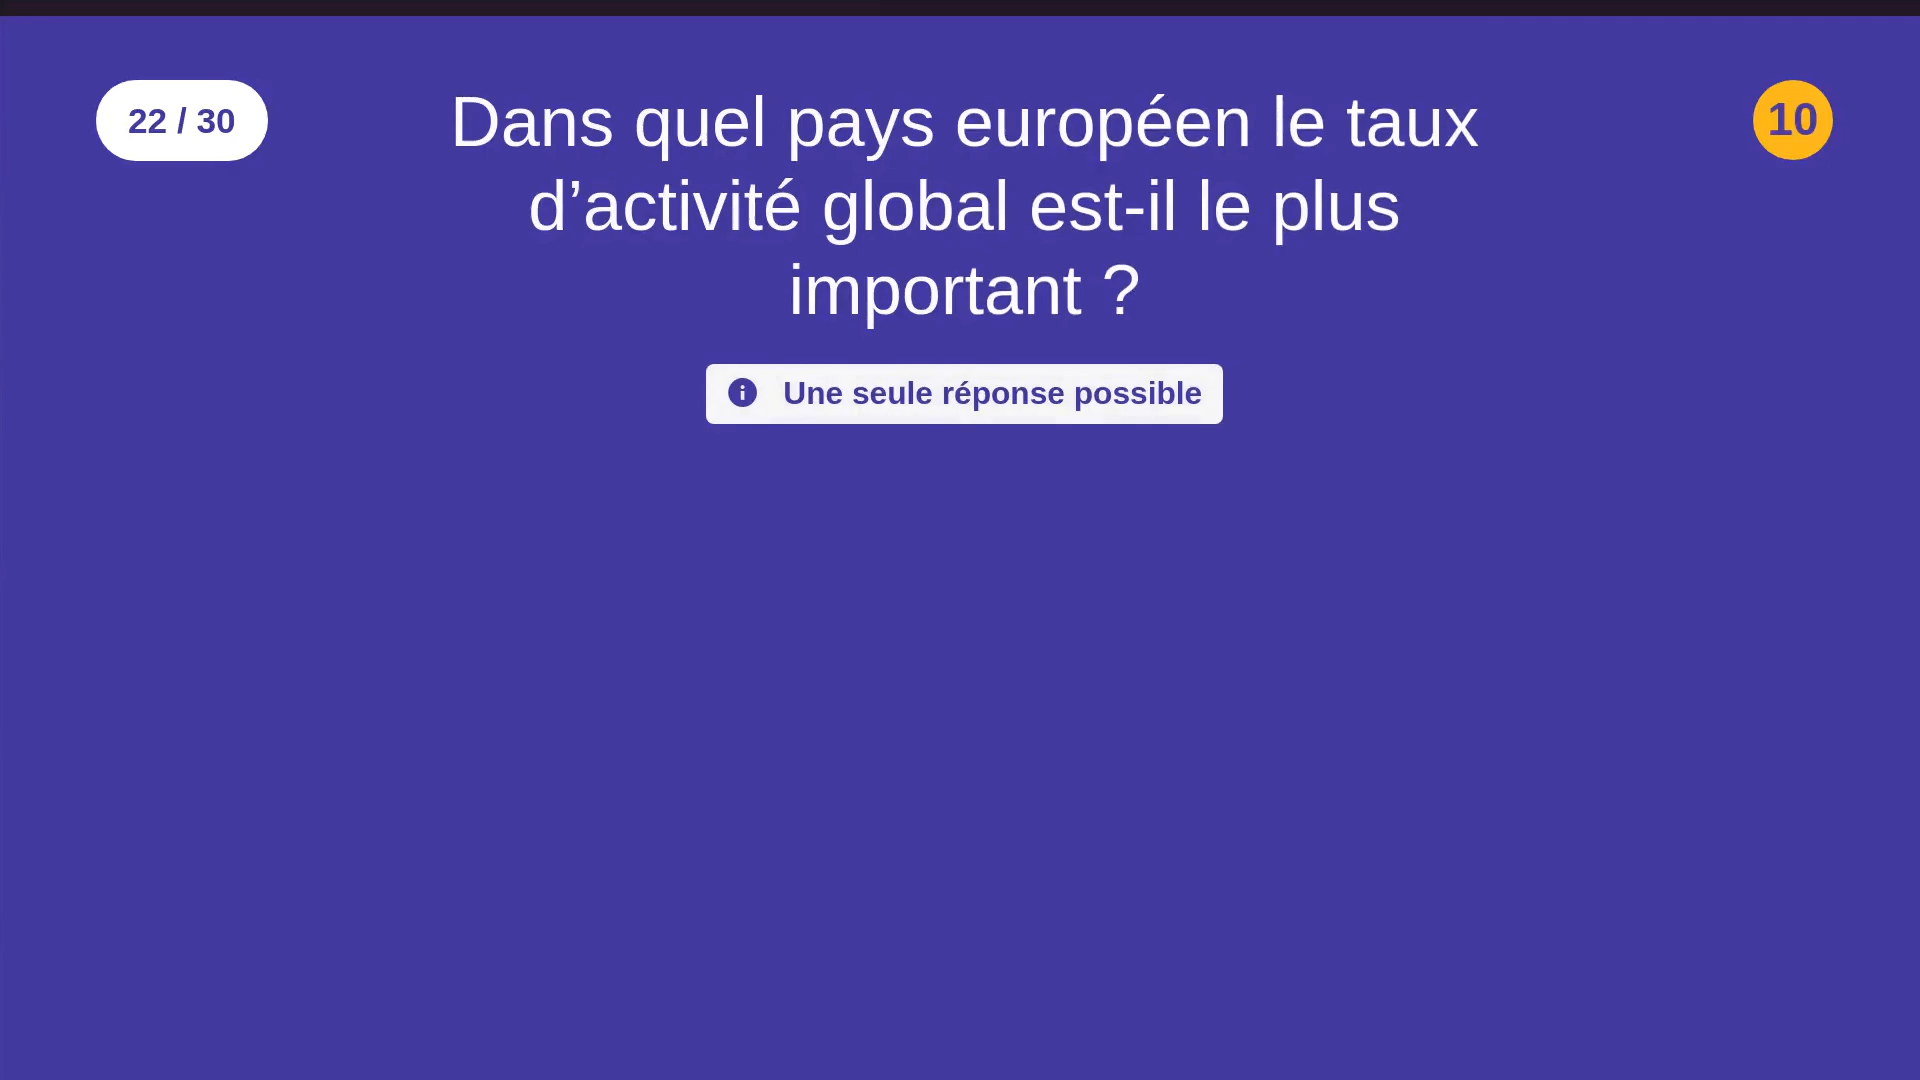 22 / 30
Dans quel pays européen le taux
d’activité global est-il le plus
important ?
10
Une seule réponse possible